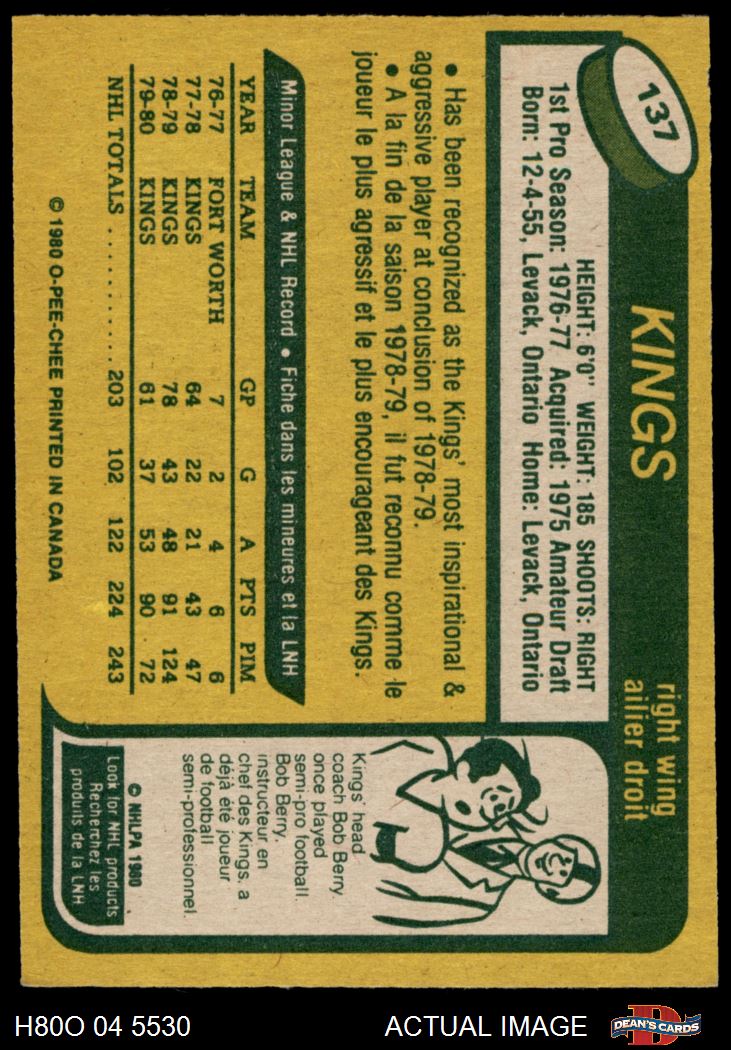 137
KINGS
right wing
ailier droit
HEIGHT: 6'0" WEIGHT: 185 SHOOTS: RIGHT
1st Pro Season: 1976-77 Acquired: 1975 Amateur Draft
Born: 12-4-55, Levack, Ontario Home: Levack, Ontario
• Has been recognized as the Kings' most inspirational &
aggressive player at conclusion of 1978-79.
• A la fin de la saison 1978-79, il fut reconnu comme le
joueur le plus agressif et le plus encourageant des Kings.
Minor League & NHL Record • Fiche dans les mineures et la LNH
YEAR TEAM GP G A PTS PIM
76-77 FORT WORTH 7 2 4 6 6
77-78 KINGS 64 22 21 43 47
78-79 KINGS 78 43 48 91 124
79-80 KINGS 61 37 53 90 72
NHL TOTALS .......... 203 102 122 224 243
© 1980 O-PEE-CHEE PRINTED IN CANADA
Kings' head
coach Bob Berry
once played
semi-pro football.
Bob Berry,
instructeur en
chef des Kings, a
déjà été joueur
de football
semi-professionnel.
© NHLPA 1980
Look for NHL products
Recherchez les
produits de la LNH
H80O 04 5530
ACTUAL IMAGE
D
DEAN'S CARDS